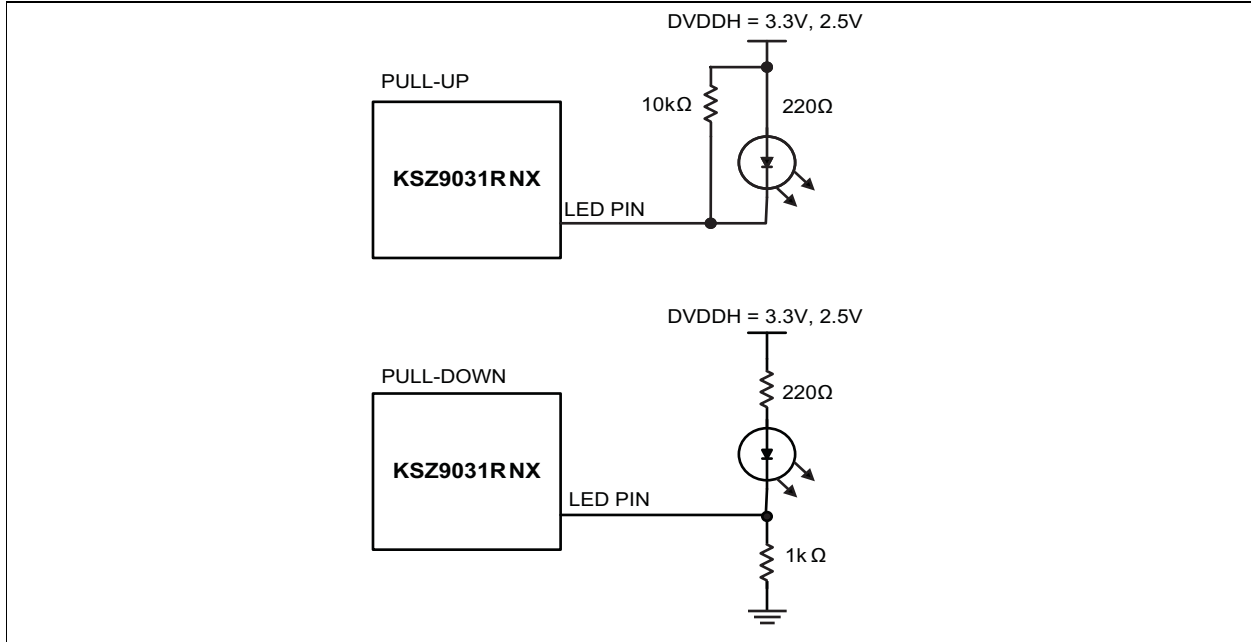 DVDDH = 3.3V, 2.5V
PULL-UP
10kΩ
220Ω
KSZ9031RNX
LED PIN
DVDDH = 3.3V, 2.5V
PULL-DOWN
220Ω
KSZ9031RNX
LED PIN
1kΩ